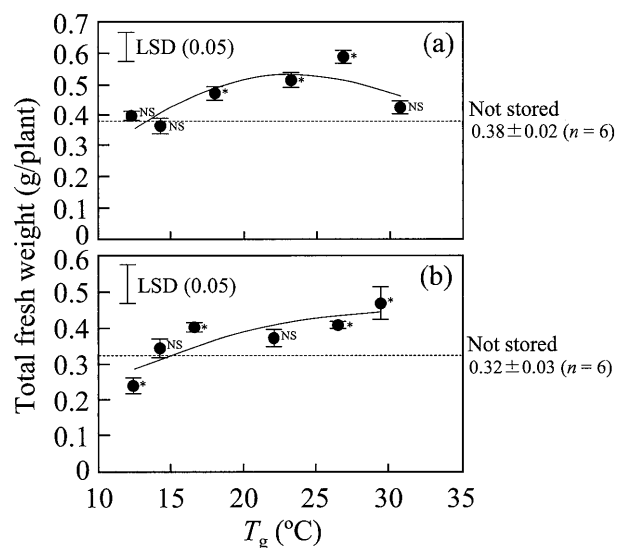 0.7
LSD (0.05)
(a)
0.6
0.5
0.4
0.3
0.2
0.1
0
NS
NS
*
*
*
NS
Not stored
0.38±0.02 (n = 6)
Total fresh weight (g/plant)
0.6
LSD (0.05)
(b)
0.5
0.4
0.3
0.2
0.1
0
*
NS
*
NS
*
*
Not stored
0.32±0.03 (n = 6)
10 15 20 25 30 35
Tg (ºC)